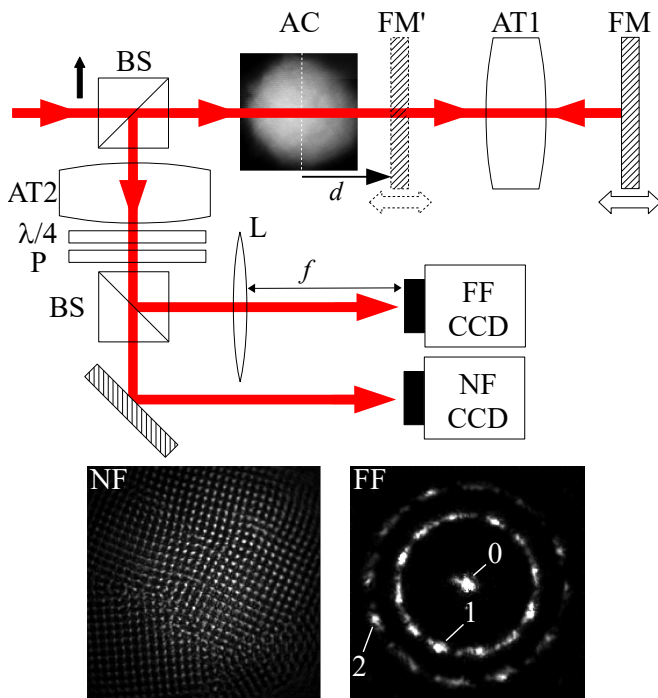 AC
FM'
AT1
FM
BS
d
AT2
λ/4
P
L
BS
f
FF
CCD
NF
CCD
NF
FF
0
1
2